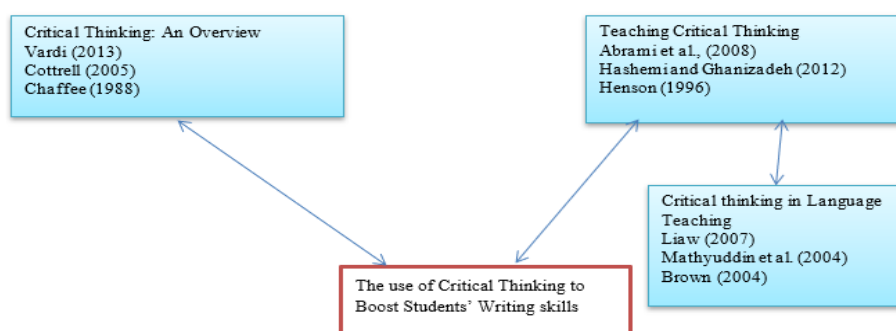 Critical Thinking: An Overview
Vardi (2013)
Cottrell (2005)
Chaffee (1988)
Teaching Critical Thinking
Abrami et al., (2008)
Hashemi and Ghanizadeh (2012)
Henson (1996)
Critical thinking in Language
Teaching
Liaw (2007)
Mathyuddin et al. (2004)
Brown (2004)
The use of Critical Thinking to
Boost Students’ Writing skills